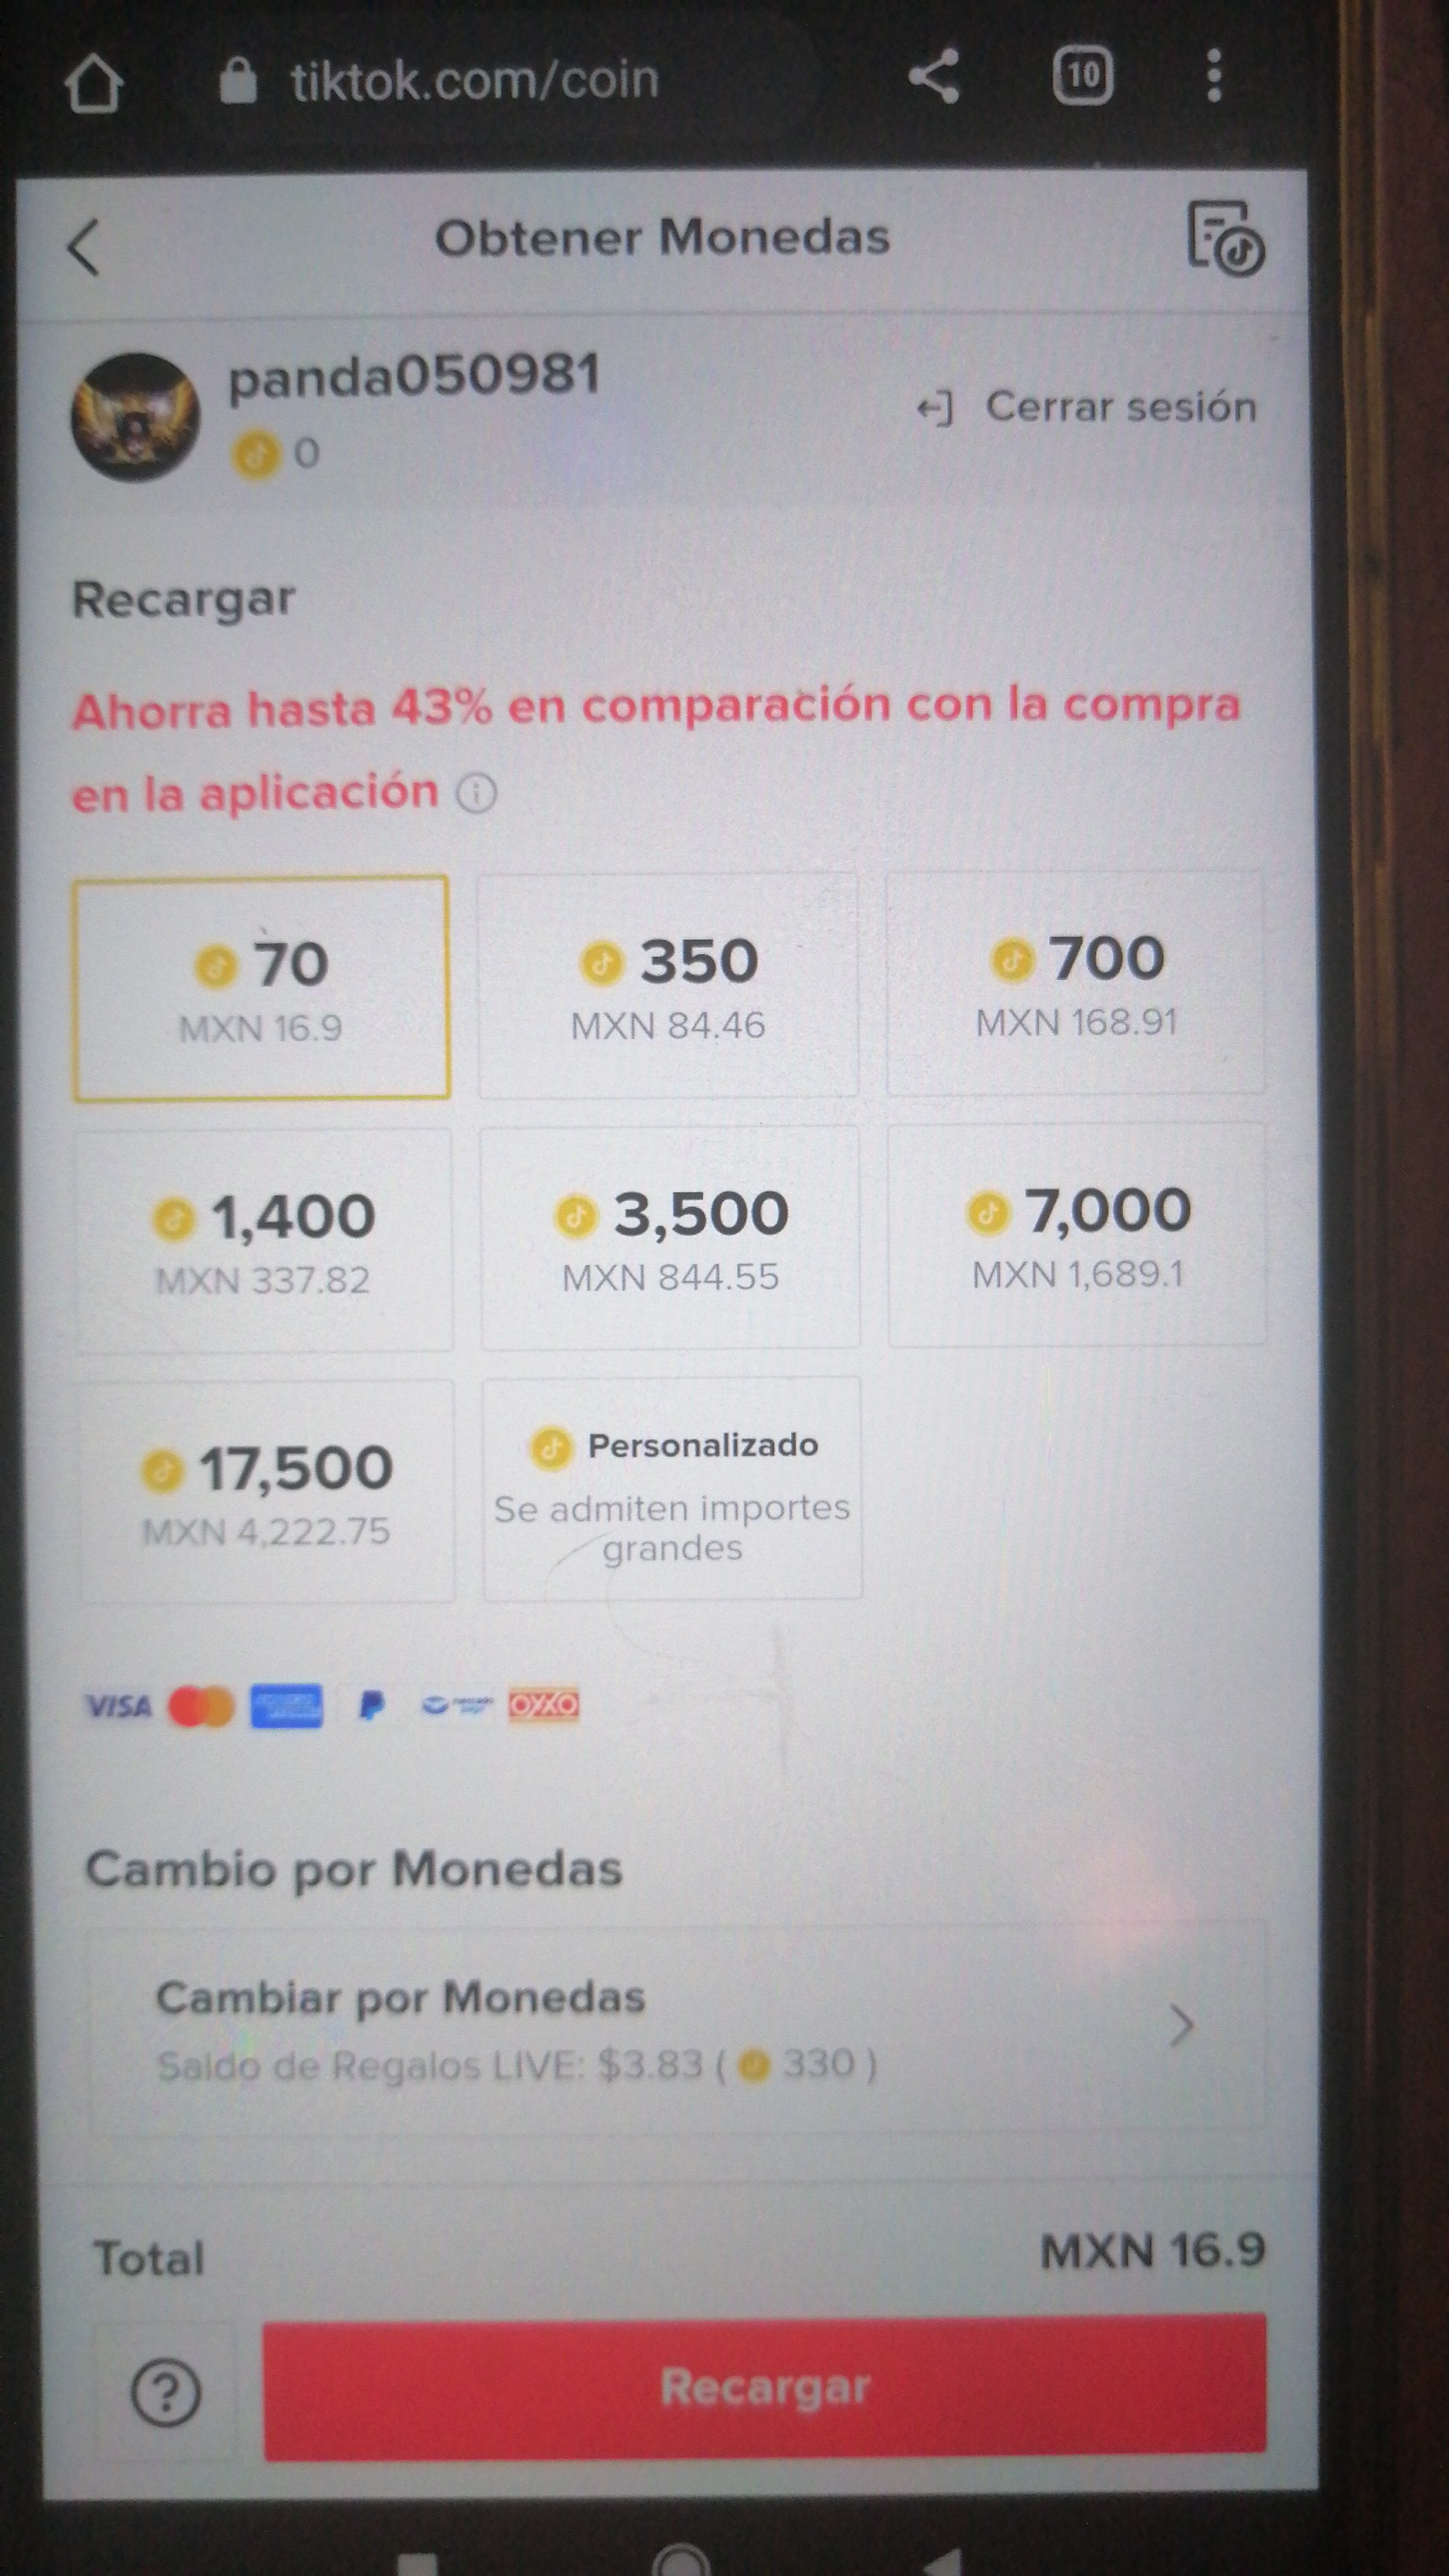 tiktok.com/coin
10
Obtener Monedas
panda050981
0
Cerrar sesión
Recargar
Ahorra hasta 43% en comparación con la compra
en la aplicación
70
MXN 16.9
350
MXN 84.46
700
MXN 168.91
1,400
MXN 337.82
3,500
MXN 844.55
7,000
MXN 1,689.1
17,500
MXN 4,222.75
Personalizado
Se admiten importes
grandes
VISA
OXXO
Cambio por Monedas
Cambiar por Monedas
Saldo de Regalos LIVE: $3.83 ( 330 )
Total
MXN 16.9
Recargar